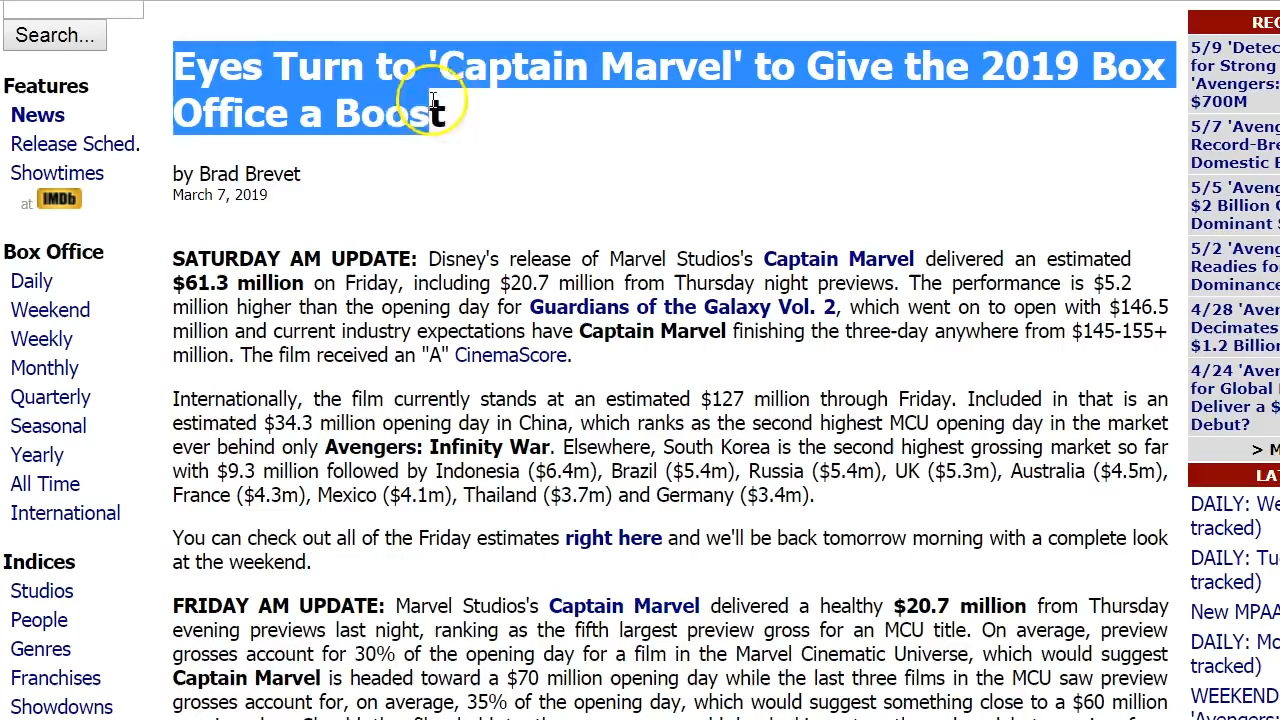 Search...
Features
News
Release Sched.
Showtimes
at IMDb
Box Office
Daily
Weekend
Weekly
Monthly
Quarterly
Seasonal
Yearly
All Time
International
Indices
Studios
People
Genres
Franchises
Showdowns
Eyes Turn to 'Captain Marvel' to Give the 2019 Box
Office a Boost
by Brad Brevet
March 7, 2019
SATURDAY AM UPDATE: Disney's release of Marvel Studios's Captain Marvel delivered an estimated
$61.3 million on Friday, including $20.7 million from Thursday night previews. The performance is $5.2
million higher than the opening day for Guardians of the Galaxy Vol. 2, which went on to open with $146.5
million and current industry expectations have Captain Marvel finishing the three-day anywhere from $145-155+
million. The film received an "A" CinemaScore.
Internationally, the film currently stands at an estimated $127 million through Friday. Included in that is an
estimated $34.3 million opening day in China, which ranks as the second highest MCU opening day in the market
ever behind only Avengers: Infinity War. Elsewhere, South Korea is the second highest grossing market so far
with $9.3 million followed by Indonesia ($6.4m), Brazil ($5.4m), Russia ($5.4m), UK ($5.3m), Australia ($4.5m),
France ($4.3m), Mexico ($4.1m), Thailand ($3.7m) and Germany ($3.4m).
You can check out all of the Friday estimates right here and we'll be back tomorrow morning with a complete look
at the weekend.
FRIDAY AM UPDATE: Marvel Studios's Captain Marvel delivered a healthy $20.7 million from Thursday
evening previews last night, ranking as the fifth largest preview gross for an MCU title. On average, preview
grosses account for 30% of the opening day for a film in the Marvel Cinematic Universe, which would suggest
Captain Marvel is headed toward a $70 million opening day while the last three films in the MCU saw preview
grosses account for, on average, 35% of the opening day, which would suggest something close to a $60 million
REC
5/9 'Detec
for Strong
'Avengers:
$700M
5/7 'Aveng
Record-Bre
Domestic B
5/5 'Aveng
$2 Billion
Dominant S
5/2 'Aveng
Readies fo
Dominance
4/28 'Aven
Decimates
$1.2 Billion
4/24 'Aven
for Global
Deliver a $
Debut?
> M
LAT
DAILY: We
tracked)
DAILY: Tu
tracked)
New MPAA
DAILY: Mo
tracked)
WEEKEND
'Avengers: